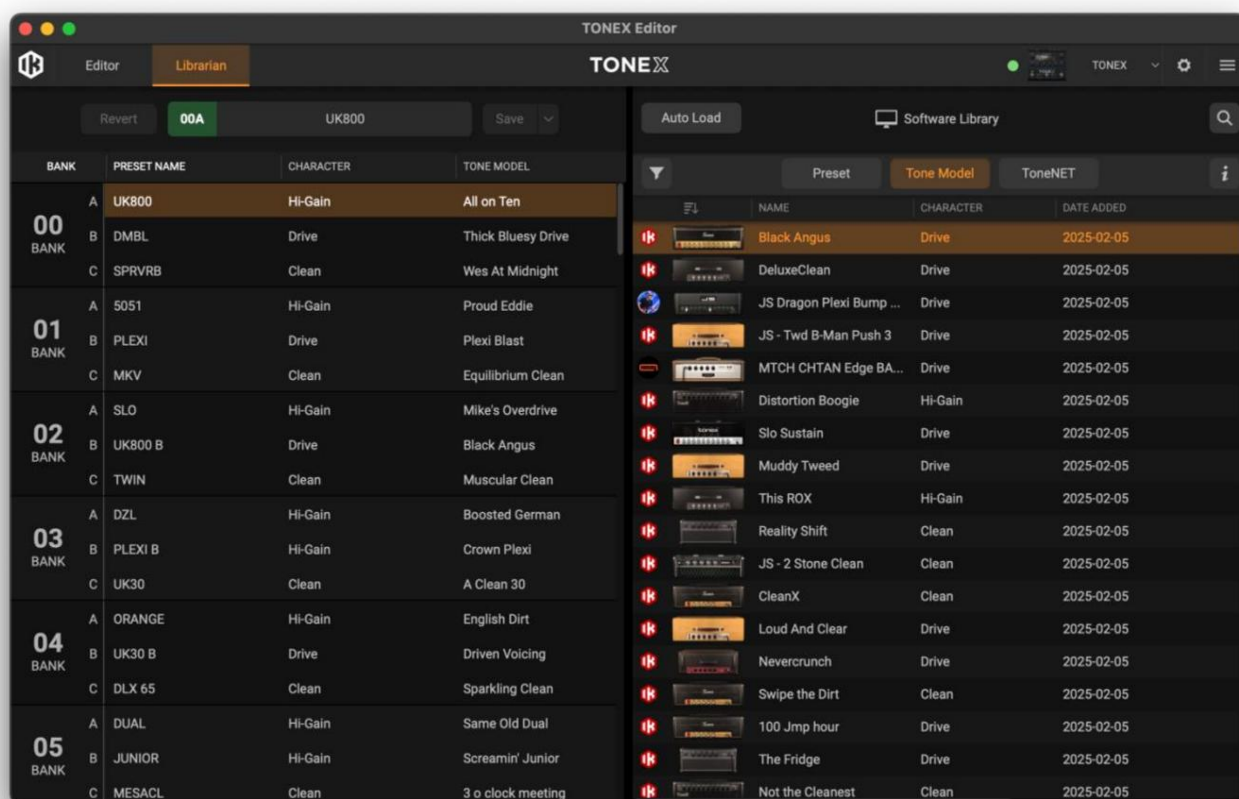 TONEX Editor
Editor Librarian TONEX TONEX
Revert 00A UK800 Save
BANK PRESET NAME CHARACTER TONE MODEL
00 BANK
A UK800 Hi-Gain All on Ten
B DMBL Drive Thick Bluesy Drive
C SPRVRB Clean Wes At Midnight
01 BANK
A 5051 Hi-Gain Proud Eddie
B PLEXI Drive Plexi Blast
C MKV Clean Equilibrium Clean
02 BANK
A SLO Hi-Gain Mike's Overdrive
B UK800 B Drive Black Angus
C TWIN Clean Muscular Clean
03 BANK
A DZL Hi-Gain Boosted German
B PLEXI B Hi-Gain Crown Plexi
C UK30 Clean A Clean 30
04 BANK
A ORANGE Hi-Gain English Dirt
B UK30 B Drive Driven Voicing
C DLX 65 Clean Sparkling Clean
05 BANK
A DUAL Hi-Gain Same Old Dual
B JUNIOR Hi-Gain Screamin' Junior
C MESACL Clean 3 o clock meeting
Auto Load Software Library
Preset Tone Model ToneNET i
NAME CHARACTER DATE ADDED
Black Angus Drive 2025-02-05
DeluxeClean Drive 2025-02-05
JS Dragon Plexi Bump ... Drive 2025-02-05
JS - Twd B-Man Push 3 Drive 2025-02-05
MTCH CHTAN Edge BA... Drive 2025-02-05
Distortion Boogie Hi-Gain 2025-02-05
Slo Sustain Drive 2025-02-05
Muddy Tweed Drive 2025-02-05
This ROX Hi-Gain 2025-02-05
Reality Shift Clean 2025-02-05
JS - 2 Stone Clean Clean 2025-02-05
CleanX Clean 2025-02-05
Loud And Clear Drive 2025-02-05
Nevercrunch Drive 2025-02-05
Swipe the Dirt Clean 2025-02-05
100 Jmp hour Drive 2025-02-05
The Fridge Drive 2025-02-05
Not the Cleanest Clean 2025-02-05